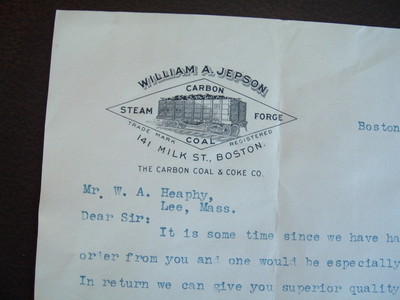 WILLIAM A. JEPSON
CARBON
STEAM FORGE
COAL
TRADE MARK REGISTERED
141 MILK ST., BOSTON.
THE CARBON COAL & COKE CO.
Boston
Mr. W. A. Heaphy,
Lee, Mass.
Dear Sir:
It is some time since we have ha
order from you and one would be especially
In return we can give you superior quality